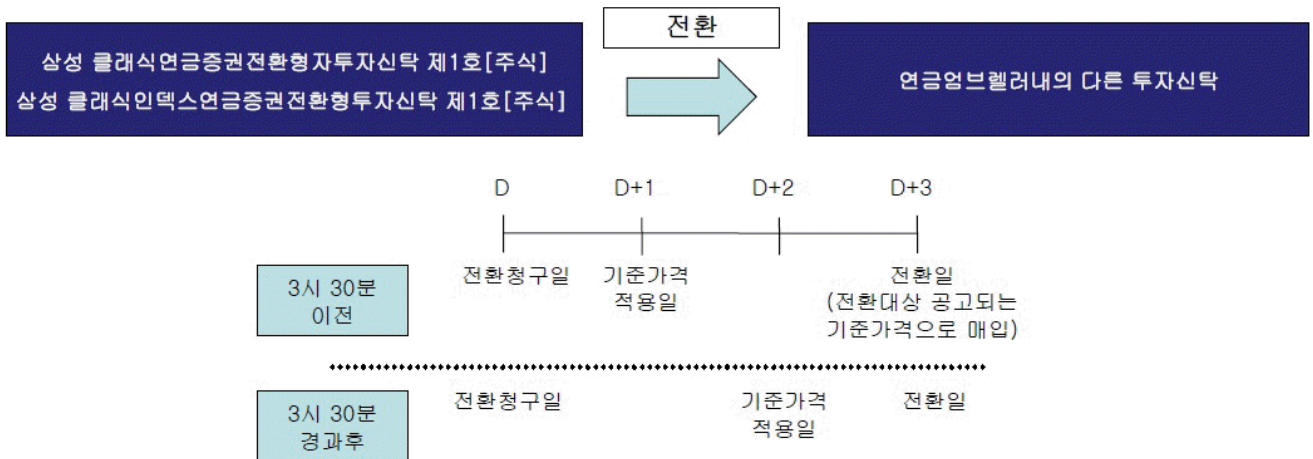 전환
삼성 클래식연금증권전환형자투자신탁 제1호[주식]
삼성 클래식인덱스연금증권전환형투자신탁 제1호[주식]
연금엄브렐러내의 다른 투자신탁
D D+1 D+2 D+3
3시 30분
이전
전환청구일
기준가격
적용일
전환일
(전환대상 공고되는
기준가격으로 매입)
3시 30분
경과후
전환청구일
기준가격
적용일
전환일